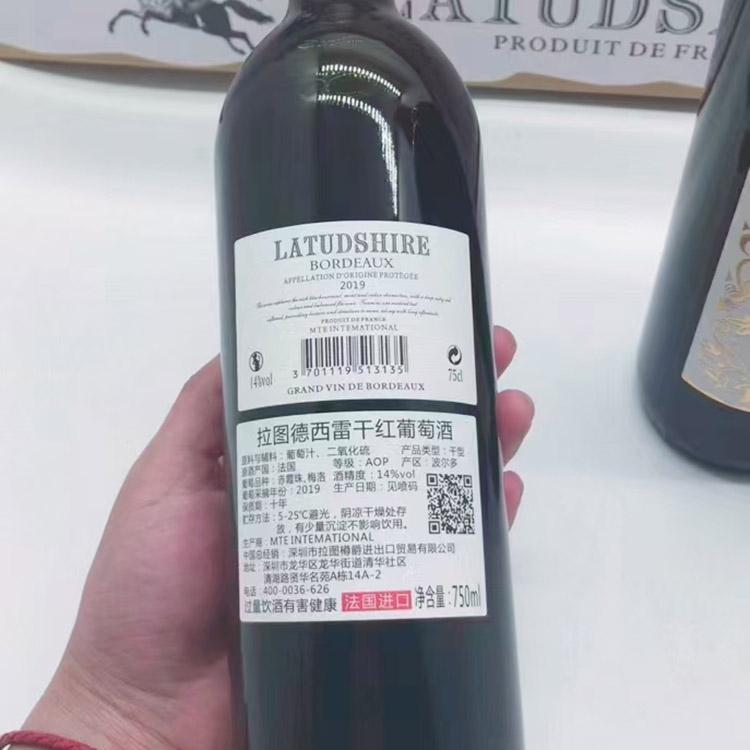 LATUDS
PRODUIT DE FR
LATUDSHIRE
BORDEAUX
APPELLATION D'ORIGINE PROTÉGÉE
2019
PRODUIT DE FRANCE
MTE INTEMATIONAL
3 701119 513135
14%vol
75cl
GRAND VIN DE BORDEAUX
拉图德西雷干红葡萄酒
原料与辅料：葡萄汁、二氧化硫 产品类型：干型
原酒产国：法国 等级：AOP 产区：波尔多
葡萄品种：赤霞珠,梅洛 酒精度：14%vol
葡萄采摘年份：2019 生产日期：见喷码
保质期：十年
贮存方法：5-25℃避光，阴凉干燥处存
放，有少量沉淀不影响饮用。
生产商：MTE INTEMATIONAL
中国总经销：深圳市拉图樽爵进出口贸易有限公司
地址：深圳市龙华区龙华街道清华社区
清湖路贤华名苑A栋14A-2
电话：400-0036-626
过量饮酒有害健康 法国进口 净含量：750ml